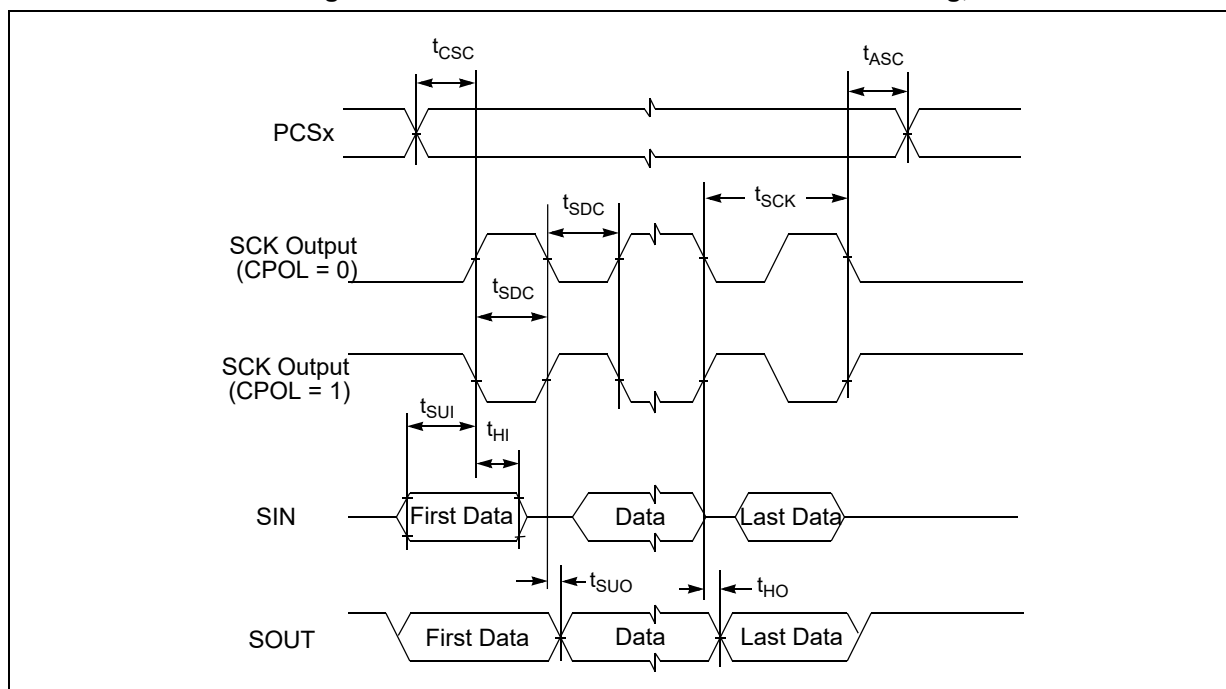 tCSC
tASC
PCSx
tSDC
tSCK
SCK Output
(CPOL = 0)
tSDC
SCK Output
(CPOL = 1)
tSUI
tHI
SIN
First Data
Data
Last Data
tSUO
tHO
SOUT
First Data
Data
Last Data